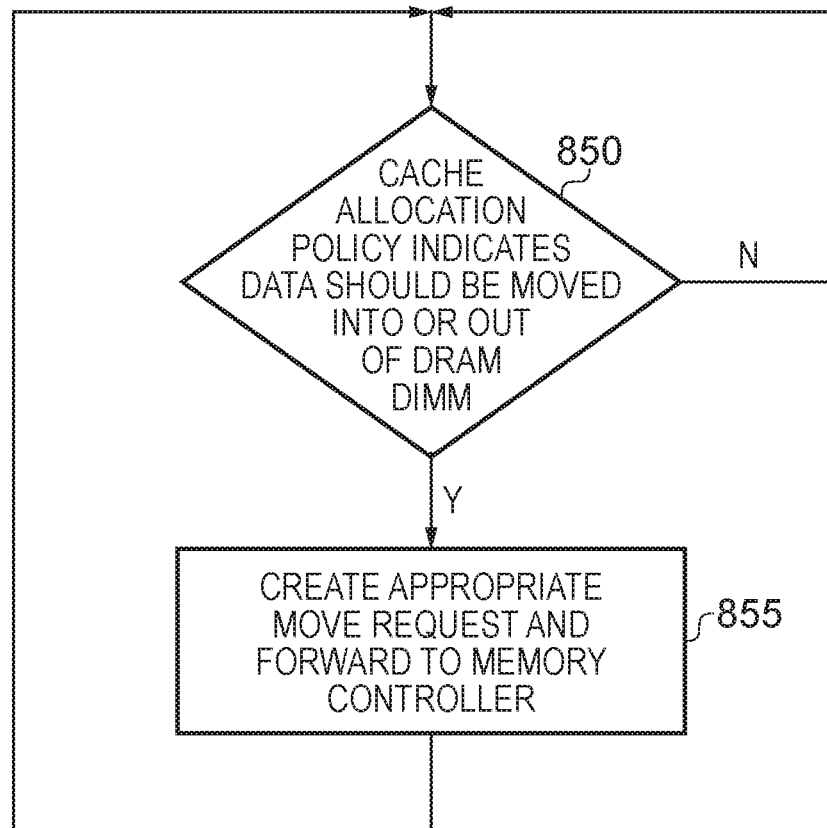 850
CACHE
ALLOCATION
POLICY INDICATES
DATA SHOULD BE MOVED
INTO OR OUT
OF DRAM
DIMM
N
Y
CREATE APPROPRIATE
MOVE REQUEST AND
FORWARD TO MEMORY
CONTROLLER
855